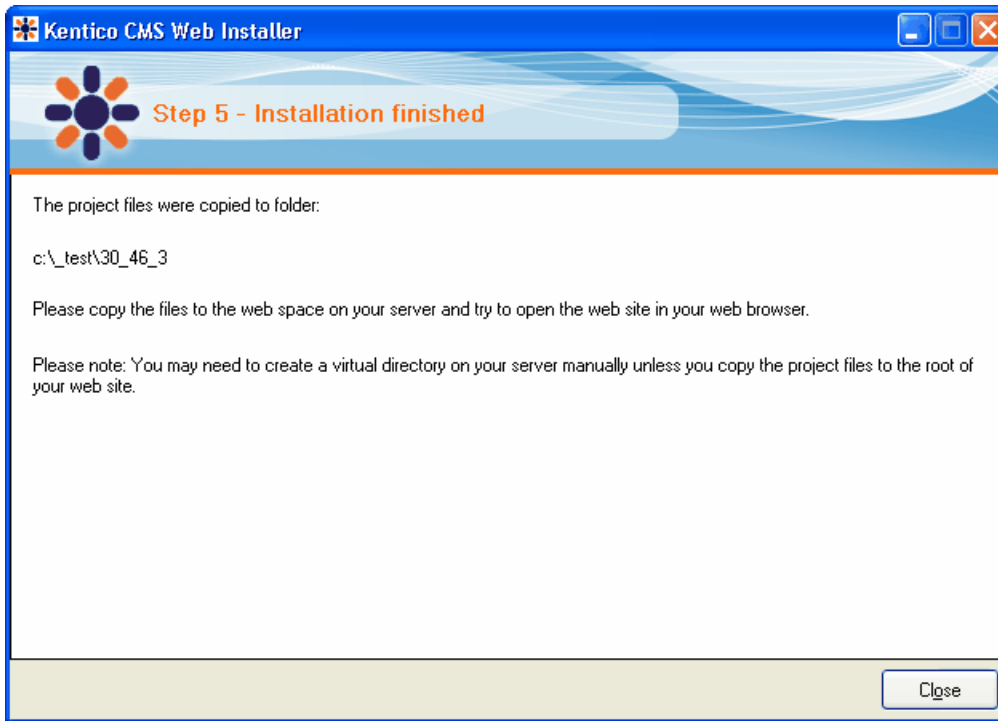 Kentico CMS Web Installer
Step 5 - Installation finished
The project files were copied to folder:
c:\_test\30_46_3
Please copy the files to the web space on your server and try to open the web site in your web browser.
Please note: You may need to create a virtual directory on your server manually unless you copy the project files to the root of
your web site.
Close